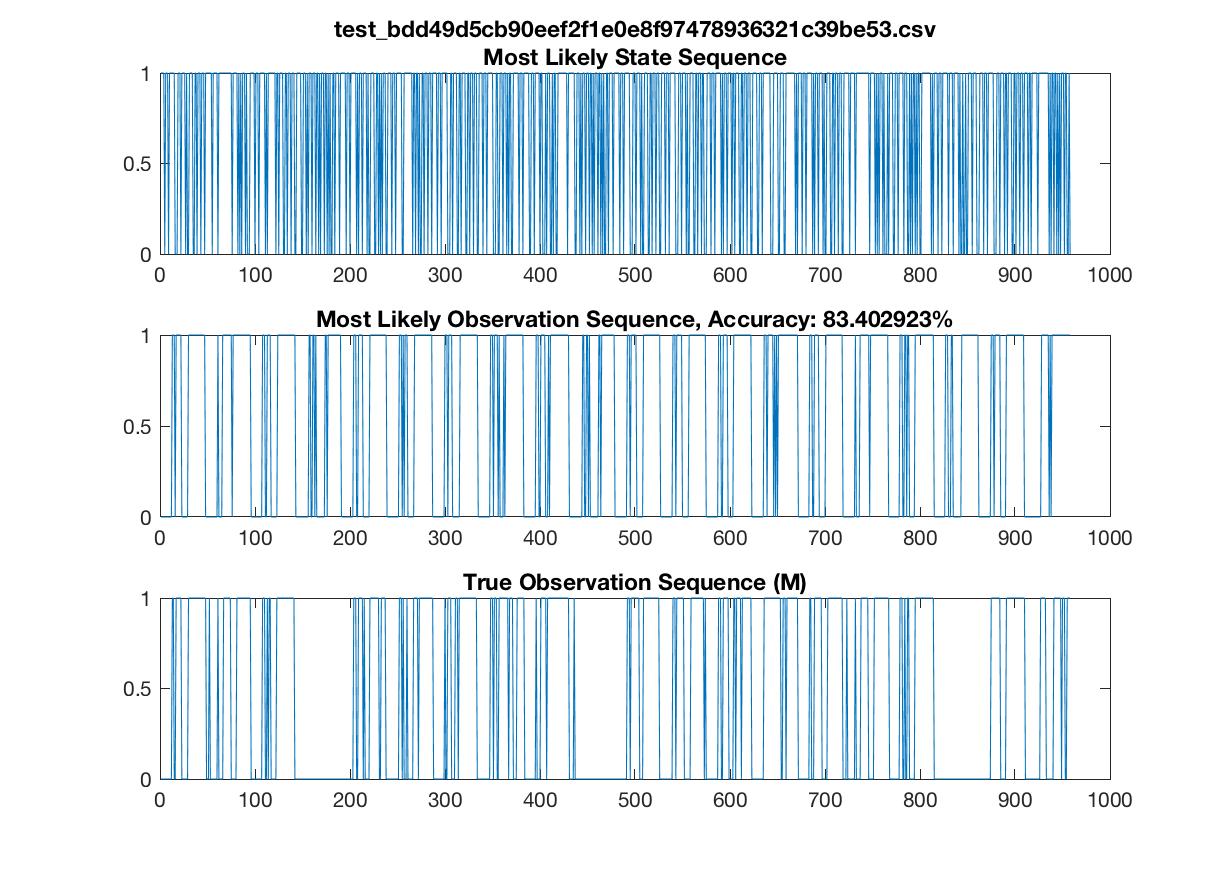 test_bdd49d5cb90eef2f1e0e8f97478936321c39be53.csv
Most Likely State Sequence
1
0.5
0
0 100 200 300 400 500 600 700 800 900 1000
Most Likely Observation Sequence, Accuracy: 83.402923%
1
0.5
0
0 100 200 300 400 500 600 700 800 900 1000
True Observation Sequence (M)
1
0.5
0
0 100 200 300 400 500 600 700 800 900 1000